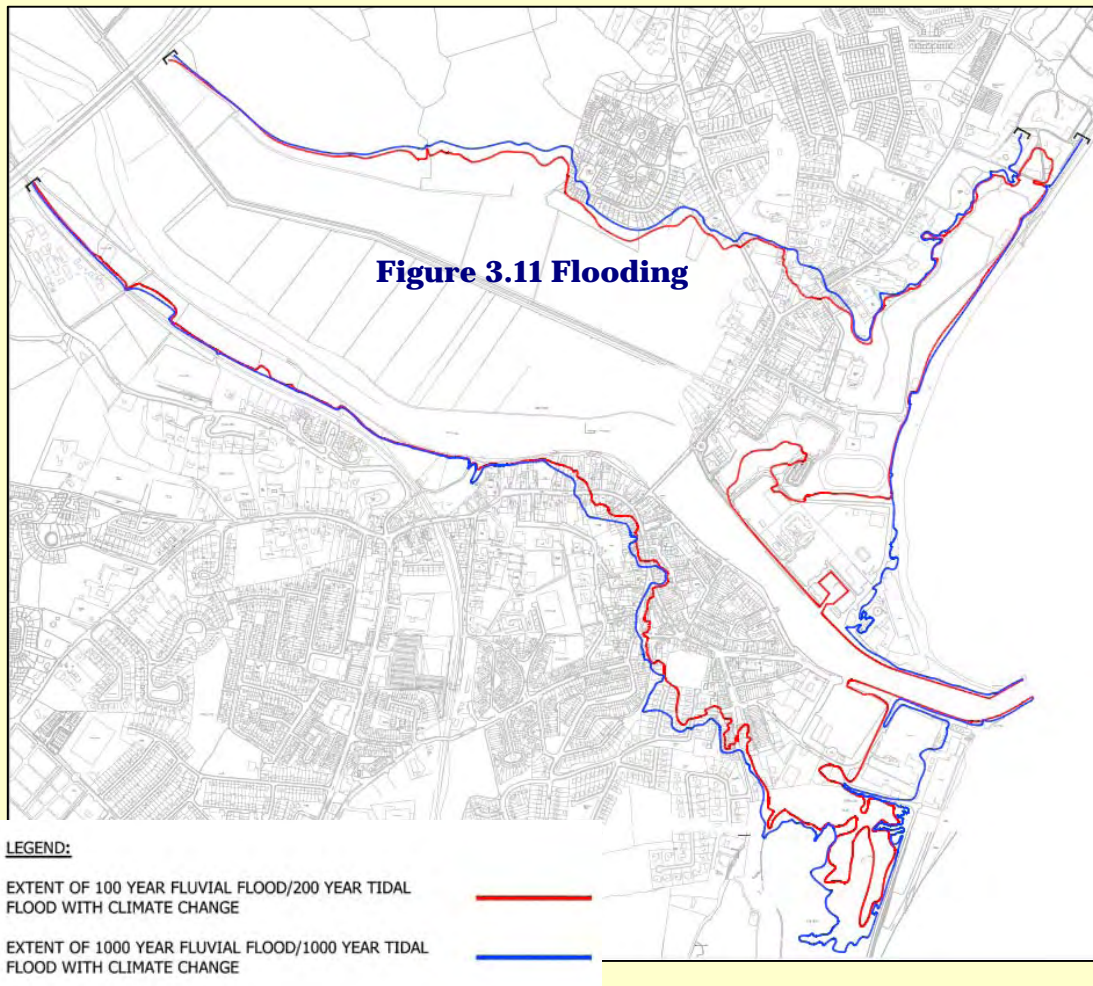 Figure 3.11 Flooding
LEGEND:
EXTENT OF 100 YEAR FLUVIAL FLOOD/200 YEAR TIDAL
FLOOD WITH CLIMATE CHANGE
EXTENT OF 1000 YEAR FLUVIAL FLOOD/1000 YEAR TIDAL
FLOOD WITH CLIMATE CHANGE